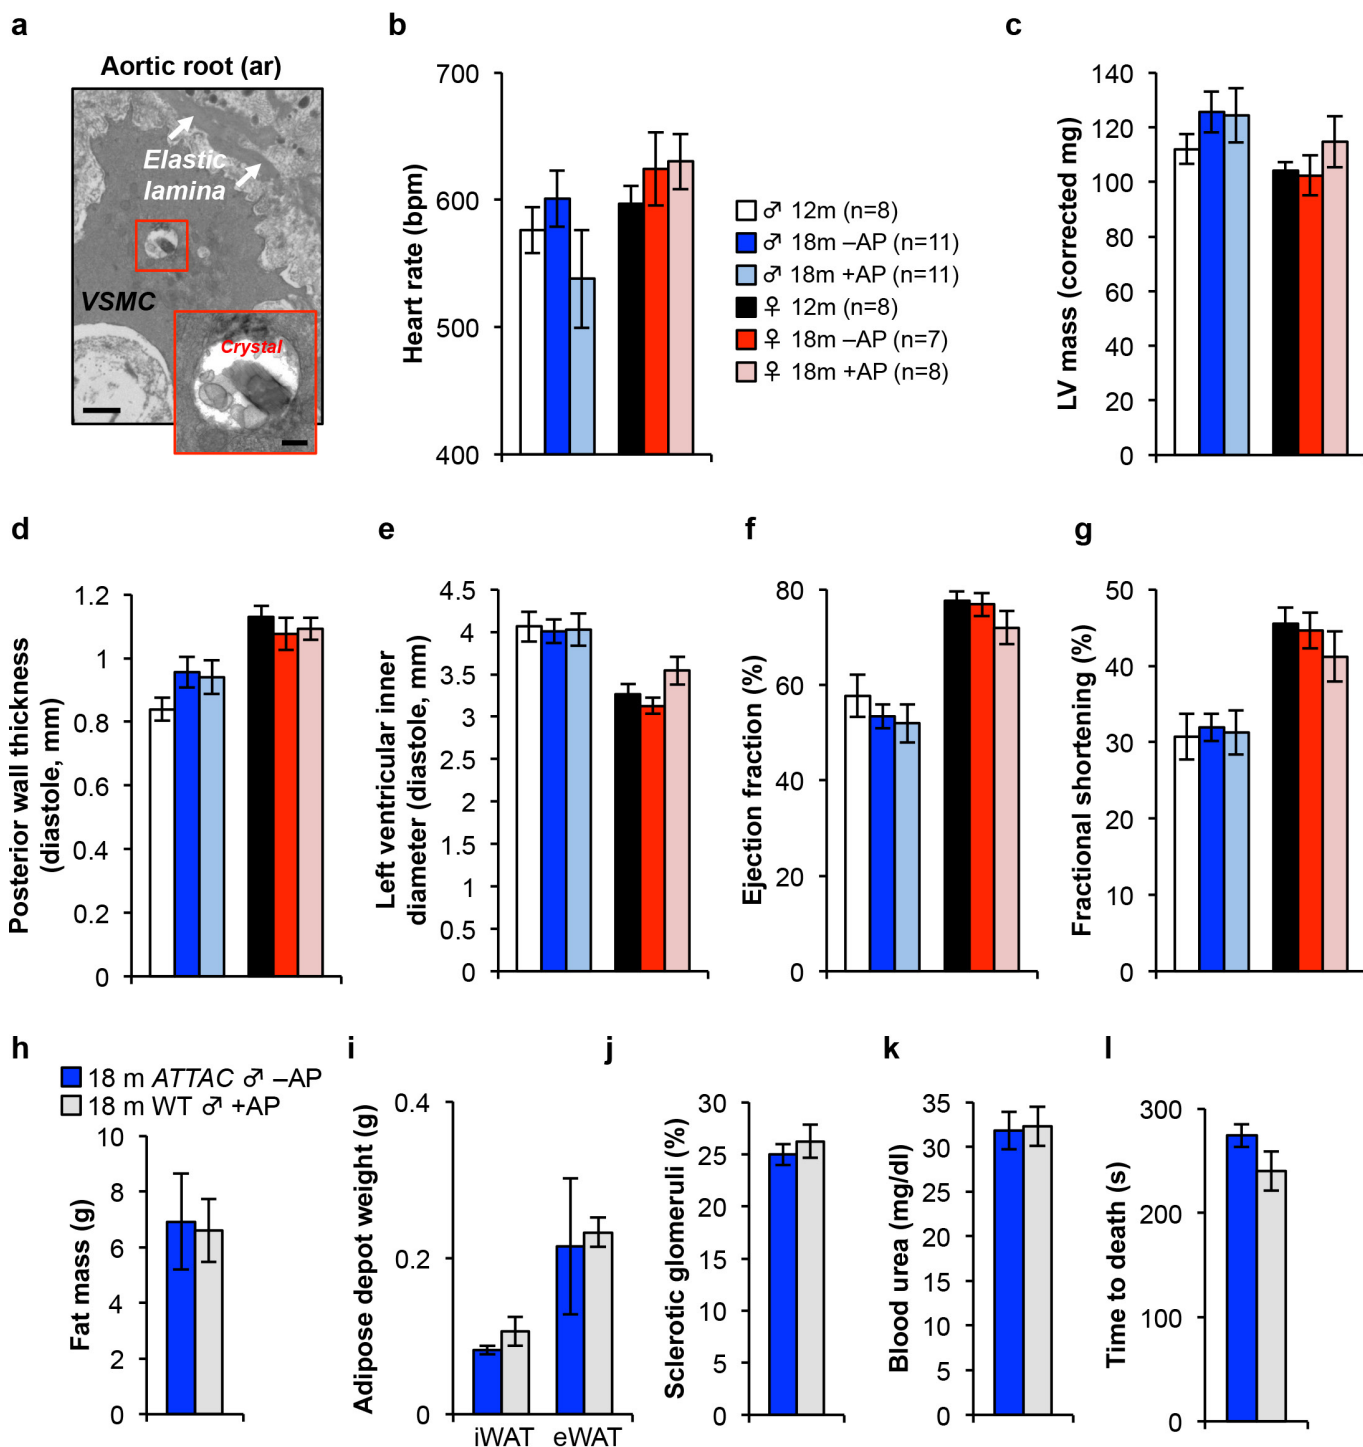 a
Aortic root (ar)
Elastic
lamina
VSMC
Crystal
b
Heart rate (bpm)
700
600
500
400
♂ 12m (n=8)
♂ 18m –AP (n=11)
♂ 18m +AP (n=11)
♀ 12m (n=8)
♀ 18m –AP (n=7)
♀ 18m +AP (n=8)
c
LV mass (corrected mg)
140
120
100
80
60
40
20
0
d
Posterior wall thickness
(diastole, mm)
1.2
1
0.8
0.6
0.4
0.2
0
e
Left ventricular inner
diameter (diastole, mm)
4.5
4
3.5
3
2.5
2
1.5
1
0.5
0
f
Ejection fraction (%)
80
60
40
20
0
g
Fractional shortening (%)
50
40
30
20
10
0
h
18 m ATTAC ♂ –AP
18 m WT ♂ +AP
Fat mass (g)
10
8
6
4
2
0
i
Adipose depot weight (g)
0.4
0.2
0
iWAT eWAT
j
Sclerotic glomeruli (%)
30
25
20
15
10
5
0
k
Blood urea (mg/dl)
35
30
25
20
15
10
5
0
l
Time to death (s)
300
200
100
0